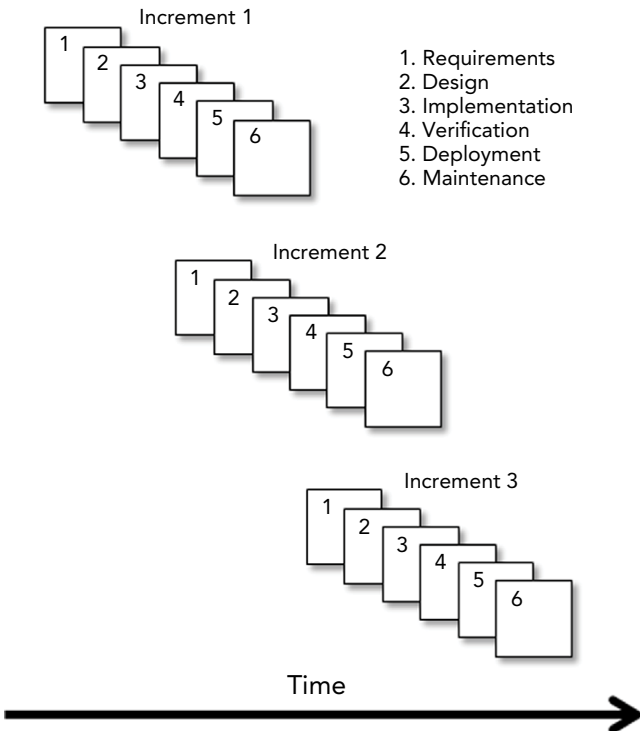 Increment 1
1
2
3
4
5
6
1. Requirements
2. Design
3. Implementation
4. Verification
5. Deployment
6. Maintenance
Increment 2
1
2
3
4
5
6
Increment 3
1
2
3
4
5
6
Time